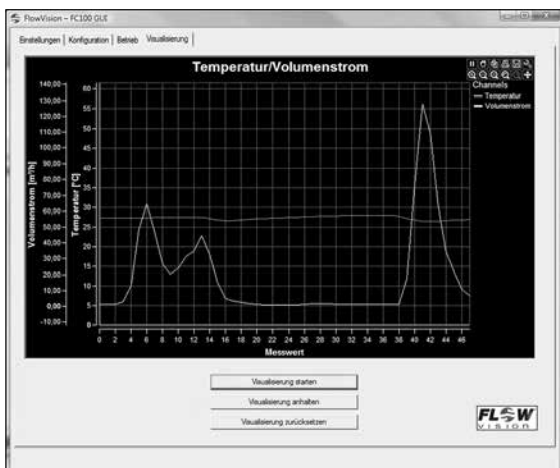 FlowVision – FC100 GUI
Einstellungen | Konfiguration | Betrieb | Visualisierung
Temperatur/Volumenstrom
Channels
Temperatur
Volumenstrom
Volumenstrom [m³/h]
140,00
130,00
120,00
110,00
100,00
90,00
80,00
70,00
60,00
50,00
40,00
30,00
20,00
10,00
0,00
-10,00
Temperatur [°C]
60
55
50
45
40
35
30
25
20
15
10
5
0
0 2 4 6 8 10 12 14 16 18 20 22 24 26 28 30 32 34 36 38 40 42 44 46
Messwert
Visualisierung starten
Visualisierung anhalten
Visualisierung zurücksetzen
FLOW
VISION